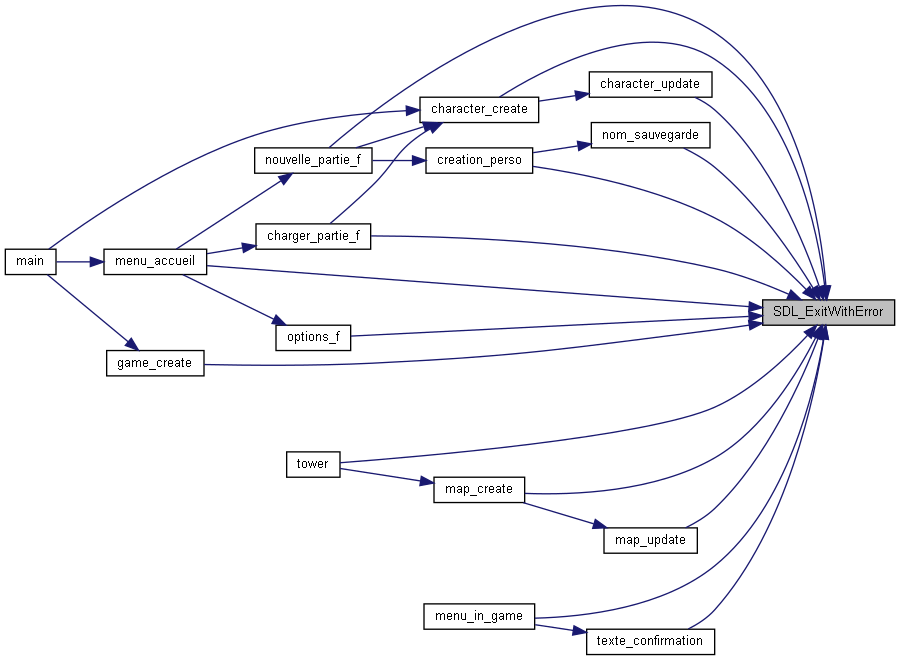 character_update
character_create
nom_sauvegarde
nouvelle_partie_f
creation_perso
charger_partie_f
main
menu_accueil
SDL_ExitWithError
options_f
game_create
tower
map_create
map_update
menu_in_game
texte_confirmation